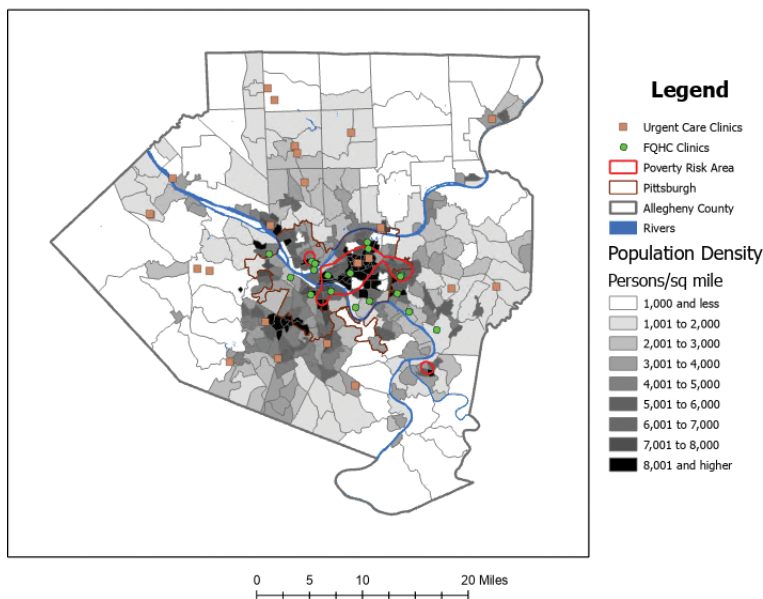 Legend
Urgent Care Clinics
FQHC Clinics
Poverty Risk Area
Pittsburgh
Allegheny County
Rivers
Population Density
Persons/sq mile
1,000 and less
1,001 to 2,000
2,001 to 3,000
3,001 to 4,000
4,001 to 5,000
5,001 to 6,000
6,001 to 7,000
7,001 to 8,000
8,001 and higher
0 5 10 20 Miles